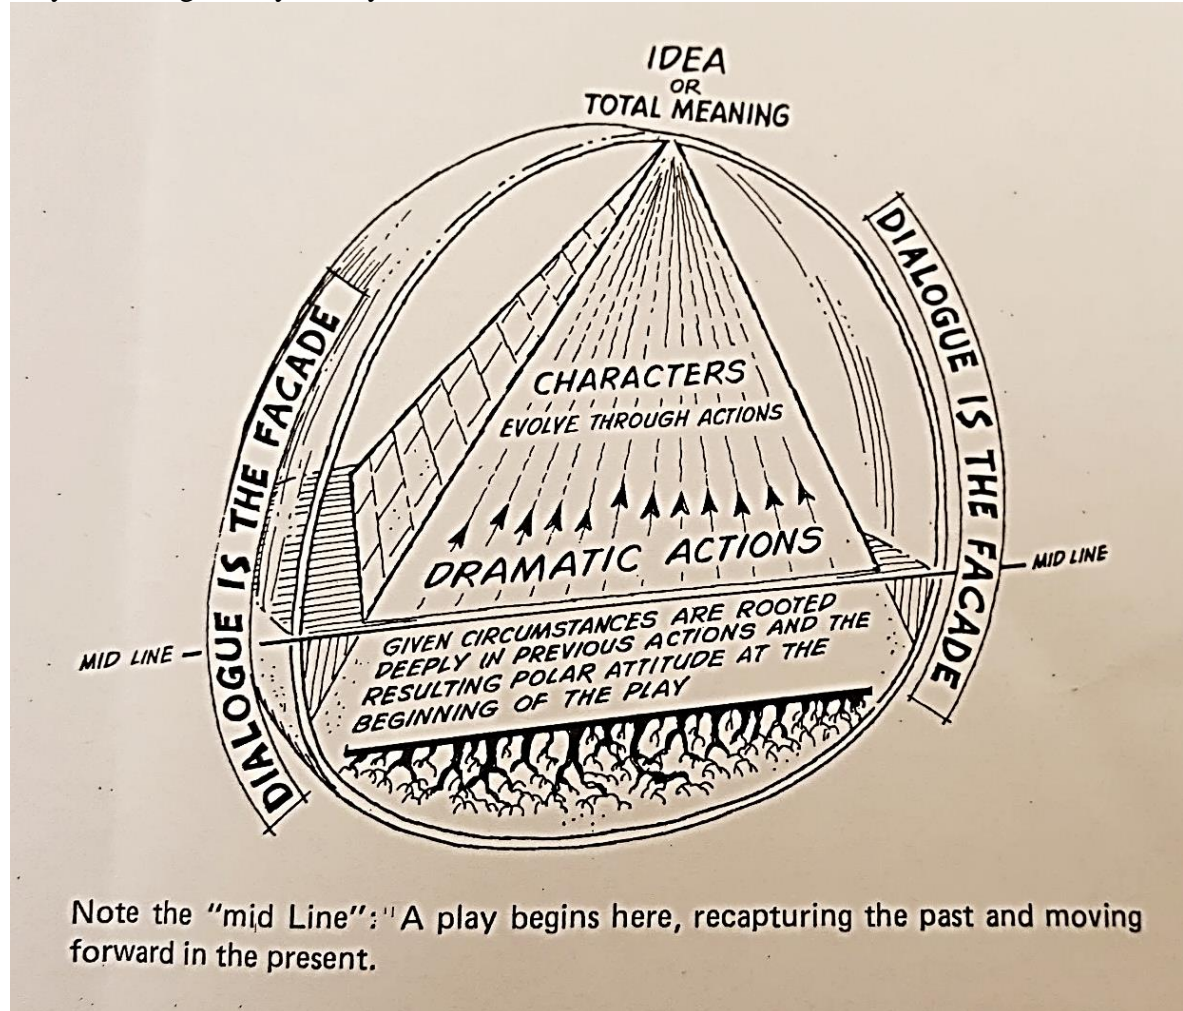 IDEA
OR
TOTAL MEANING
DIALOGUE IS THE FACADE
DIALOGUE IS THE FACADE
CHARACTERS
EVOLVE THROUGH ACTIONS
DRAMATIC ACTIONS
MID LINE
MID LINE
GIVEN CIRCUMSTANCES ARE ROOTED
DEEPLY IN PREVIOUS ACTIONS AND THE
RESULTING POLAR ATTITUDE AT THE
BEGINNING OF THE PLAY
Note the "mid Line": "A play begins here, recapturing the past and moving
forward in the present.